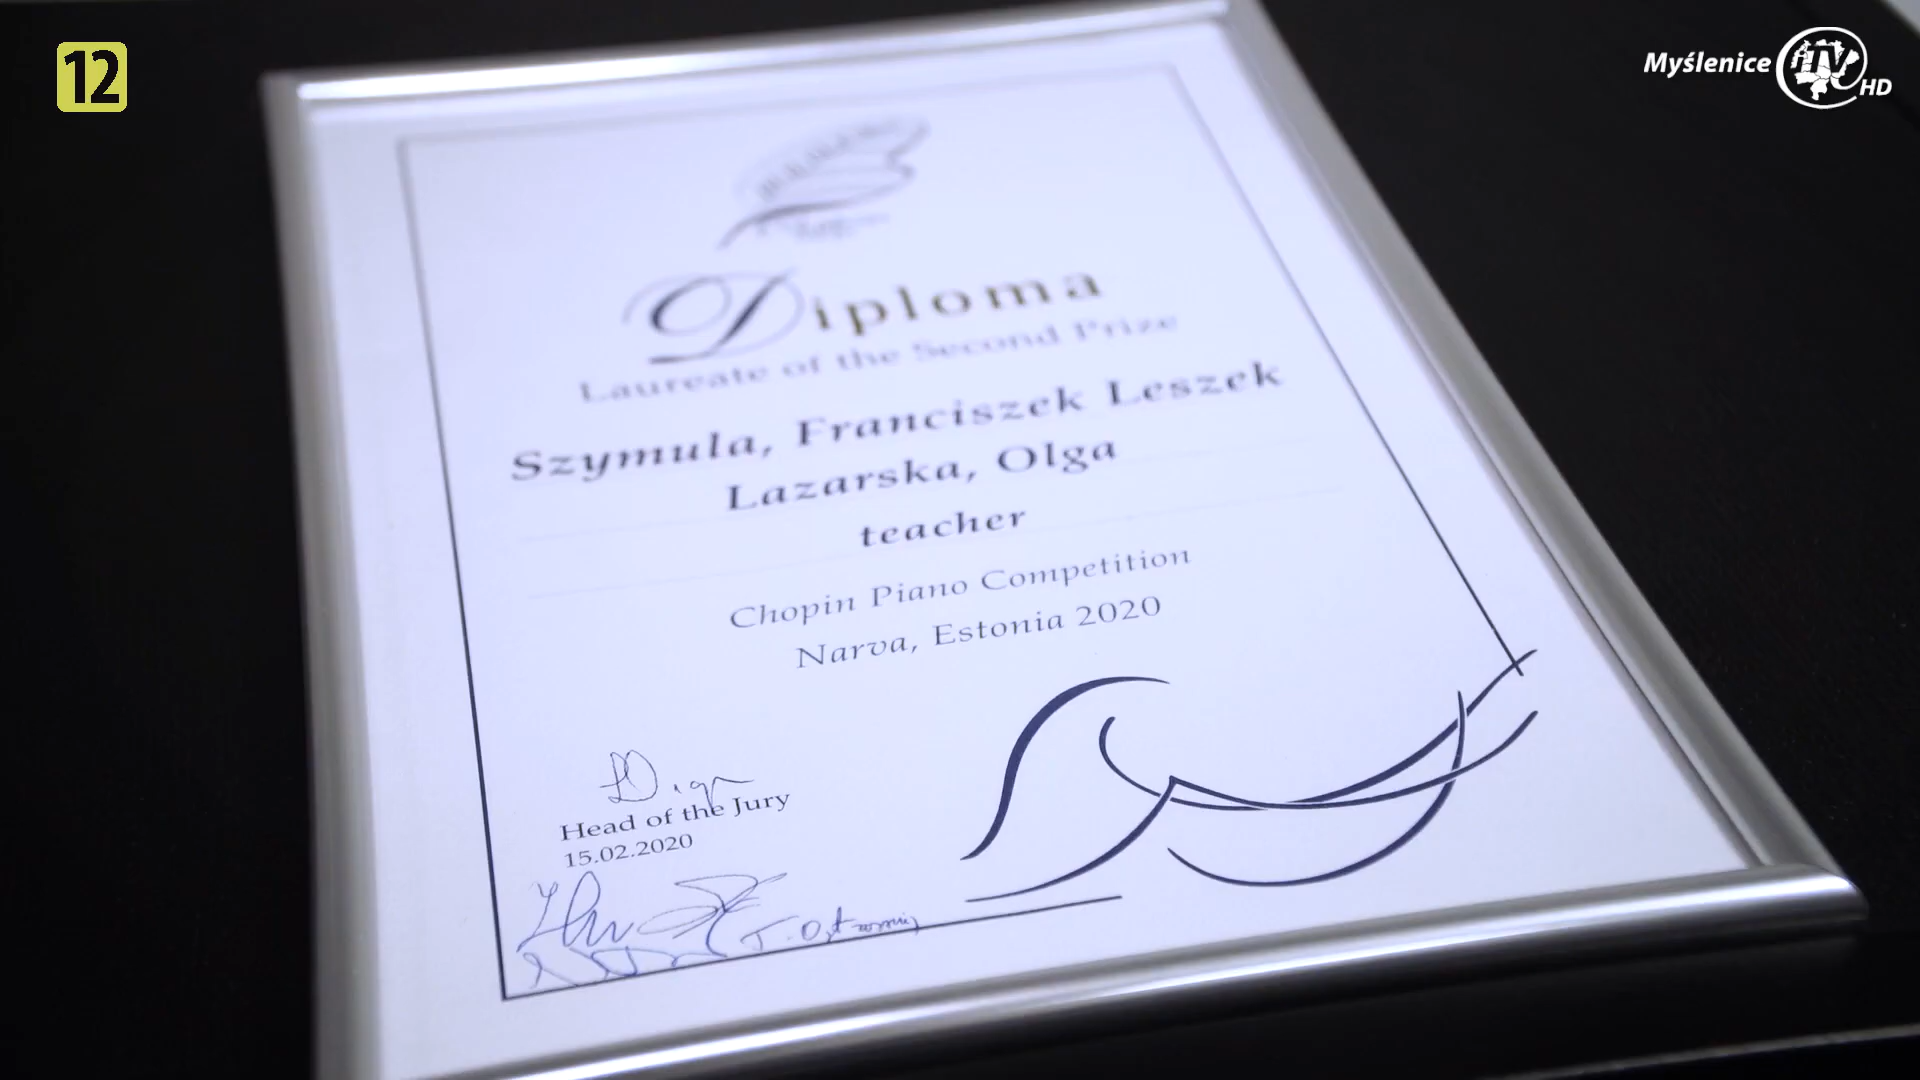 12
Myślenice iTV HD
Diploma
Laureate of the Second Prize
Szymula, Franciszek Leszek
Lazarska, Olga
teacher
Chopin Piano Competition
Narva, Estonia 2020
Head of the Jury
15.02.2020